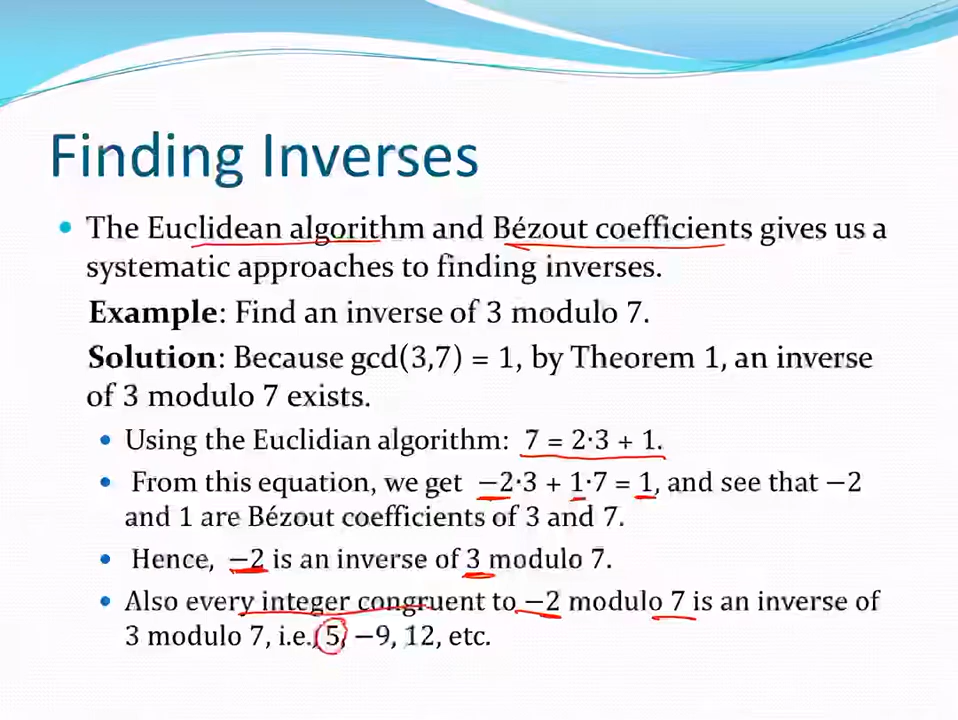 Finding Inverses
• The Euclidean algorithm and Bézout coefficients gives us a
systematic approaches to finding inverses.
Example: Find an inverse of 3 modulo 7.
Solution: Because gcd(3,7) = 1, by Theorem 1, an inverse
of 3 modulo 7 exists.
• Using the Euclidian algorithm: 7 = 2∙3 + 1.
• From this equation, we get −2∙3 + 1∙7 = 1, and see that −2
and 1 are Bézout coefficients of 3 and 7.
• Hence, −2 is an inverse of 3 modulo 7.
• Also every integer congruent to −2 modulo 7 is an inverse of
3 modulo 7, i.e., 5, −9, 12, etc.